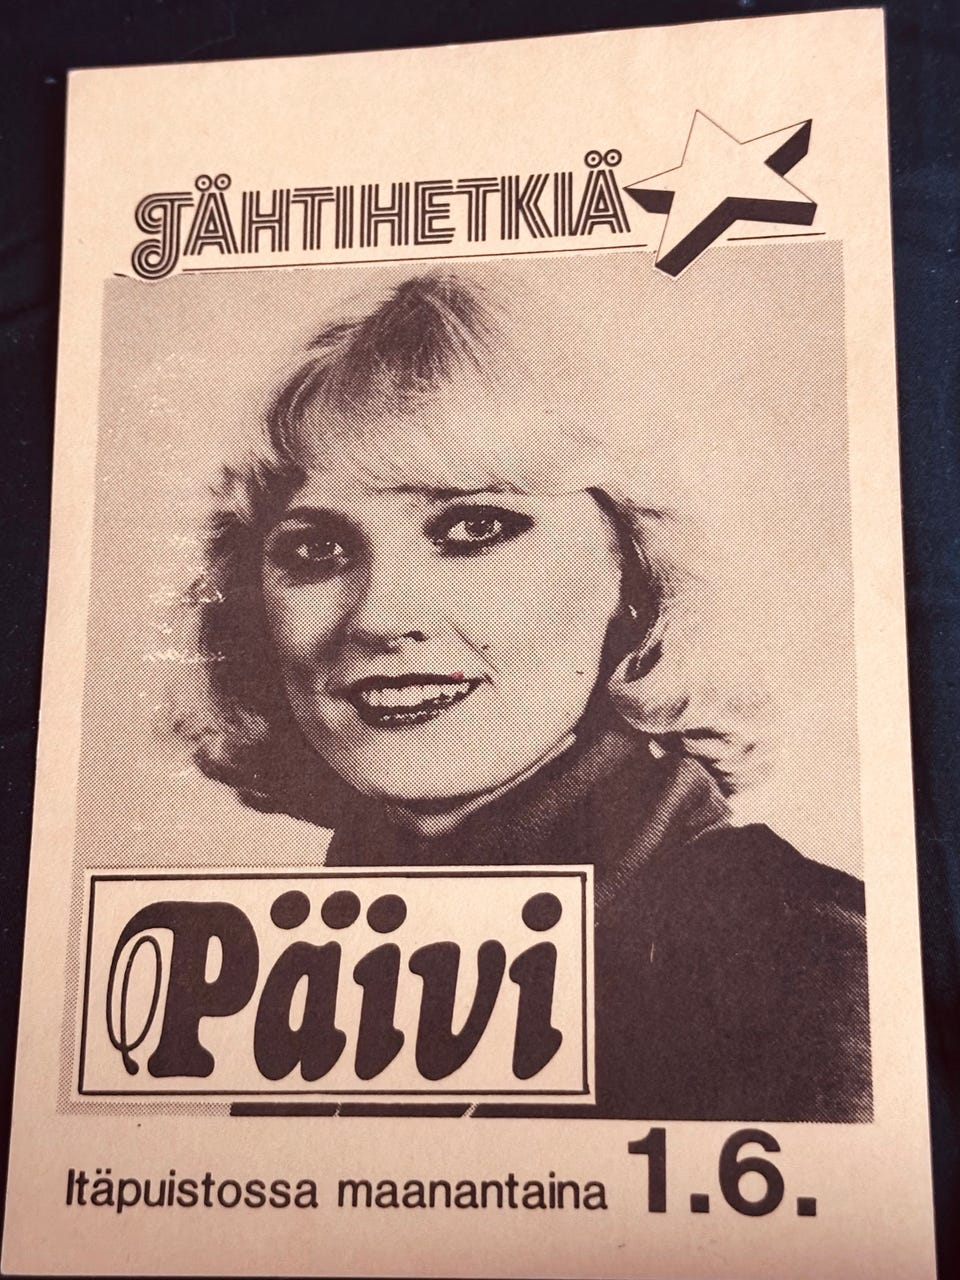 TÄHTIHETKIÄ
Päivi
Itäpuistossa maanantaina 1.6.